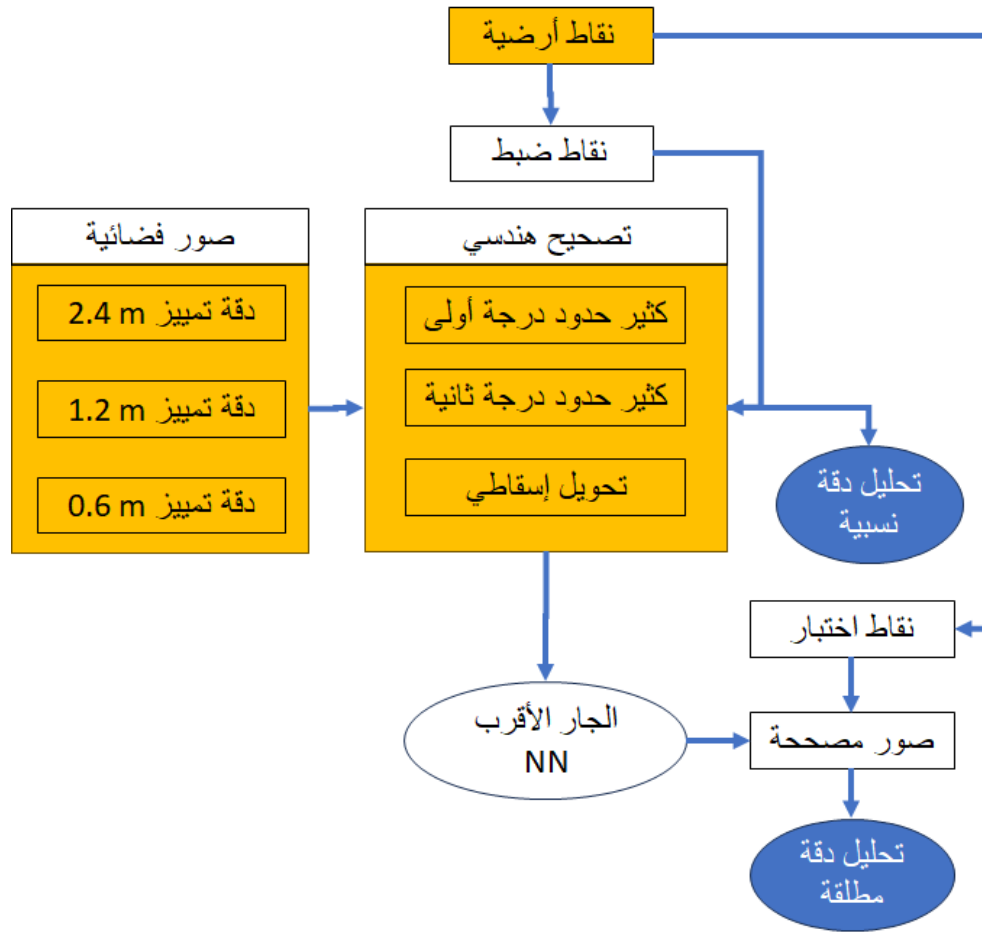 نقاط أرضية
نقاط ضبط
صور فضائية
دقة تمييز 2.4 m
دقة تمييز 1.2 m
دقة تمييز 0.6 m
تصحيح هندسي
كثير حدود درجة أولى
كثير حدود درجة ثانية
تحويل إسقاطي
تحليل دقة
نسبية
نقاط اختبار
الجار الأقرب
NN
صور مصححة
تحليل دقة
مطلقة